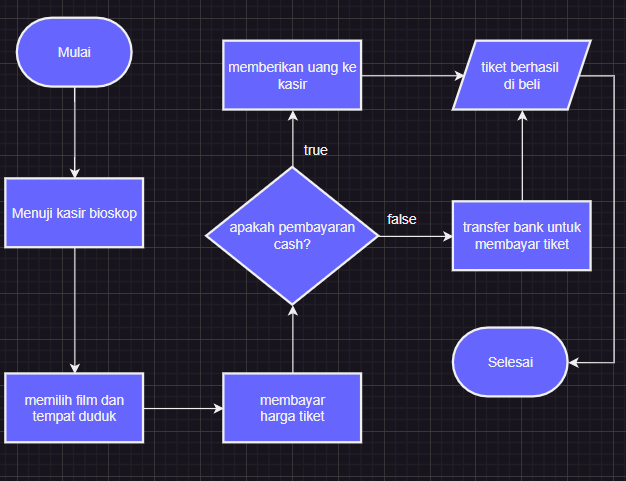 Mulai
Menuji kasir bioskop
memilih film dan
tempat duduk
membayar
harga tiket
apakah pembayaran
cash?
true
memberikan uang ke
kasir
false
transfer bank untuk
membayar tiket
tiket berhasil
di beli
Selesai